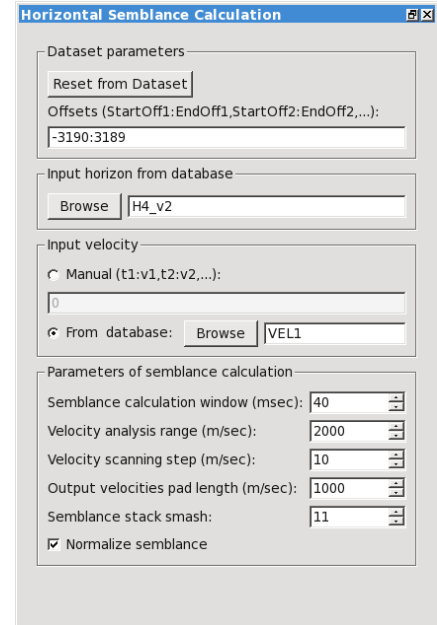 Horizontal Semblance Calculation
Dataset parameters
Reset from Dataset
Offsets (StartOff1:EndOff1,StartOff2:EndOff2,...):
-3190:3189
Input horizon from database
Browse H4_v2
Input velocity
Manual (t1:v1,t2:v2,...):
0
From database: Browse VEL1
Parameters of semblance calculation
Semblance calculation window (msec): 40
Velocity analysis range (m/sec): 2000
Velocity scanning step (m/sec): 10
Output velocities pad length (m/sec): 1000
Semblance stack smash: 11
Normalize semblance